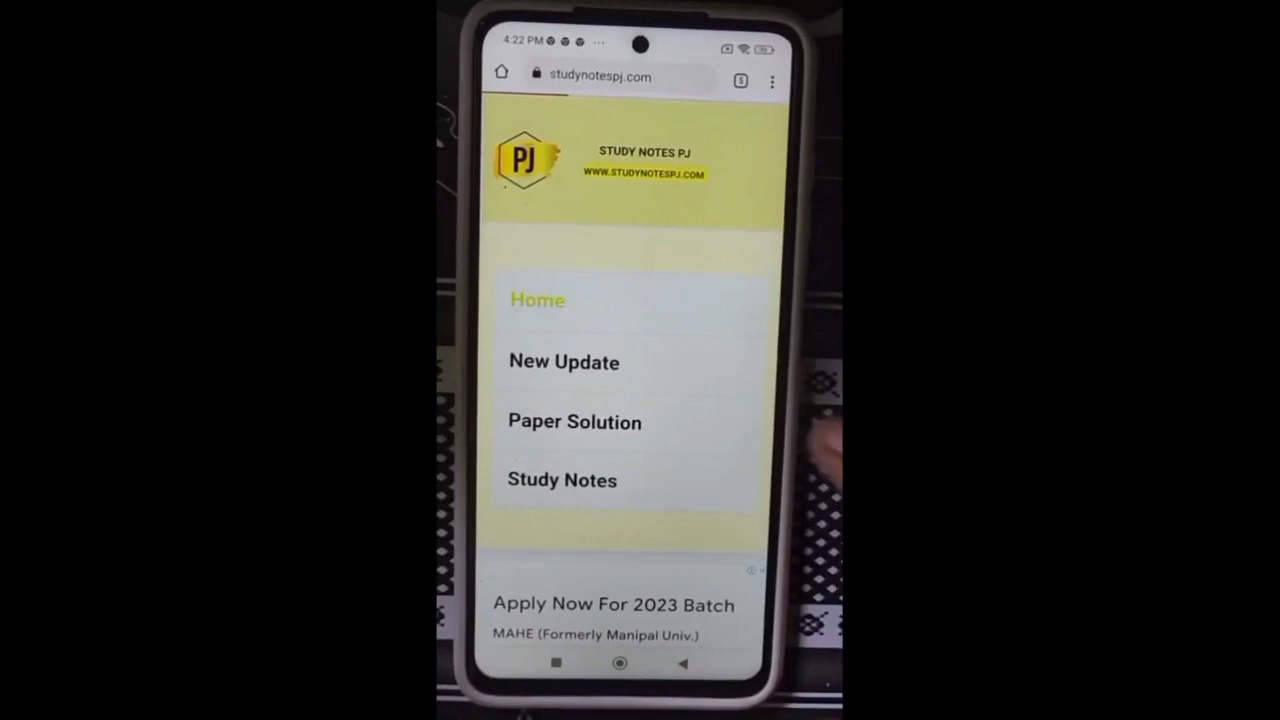 4:22 PM
studynotespj.com
5
PJ
STUDY NOTES PJ
WWW.STUDYNOTESPJ.COM
Home
New Update
Paper Solution
Study Notes
Apply Now For 2023 Batch
MAHE (Formerly Manipal Univ.)